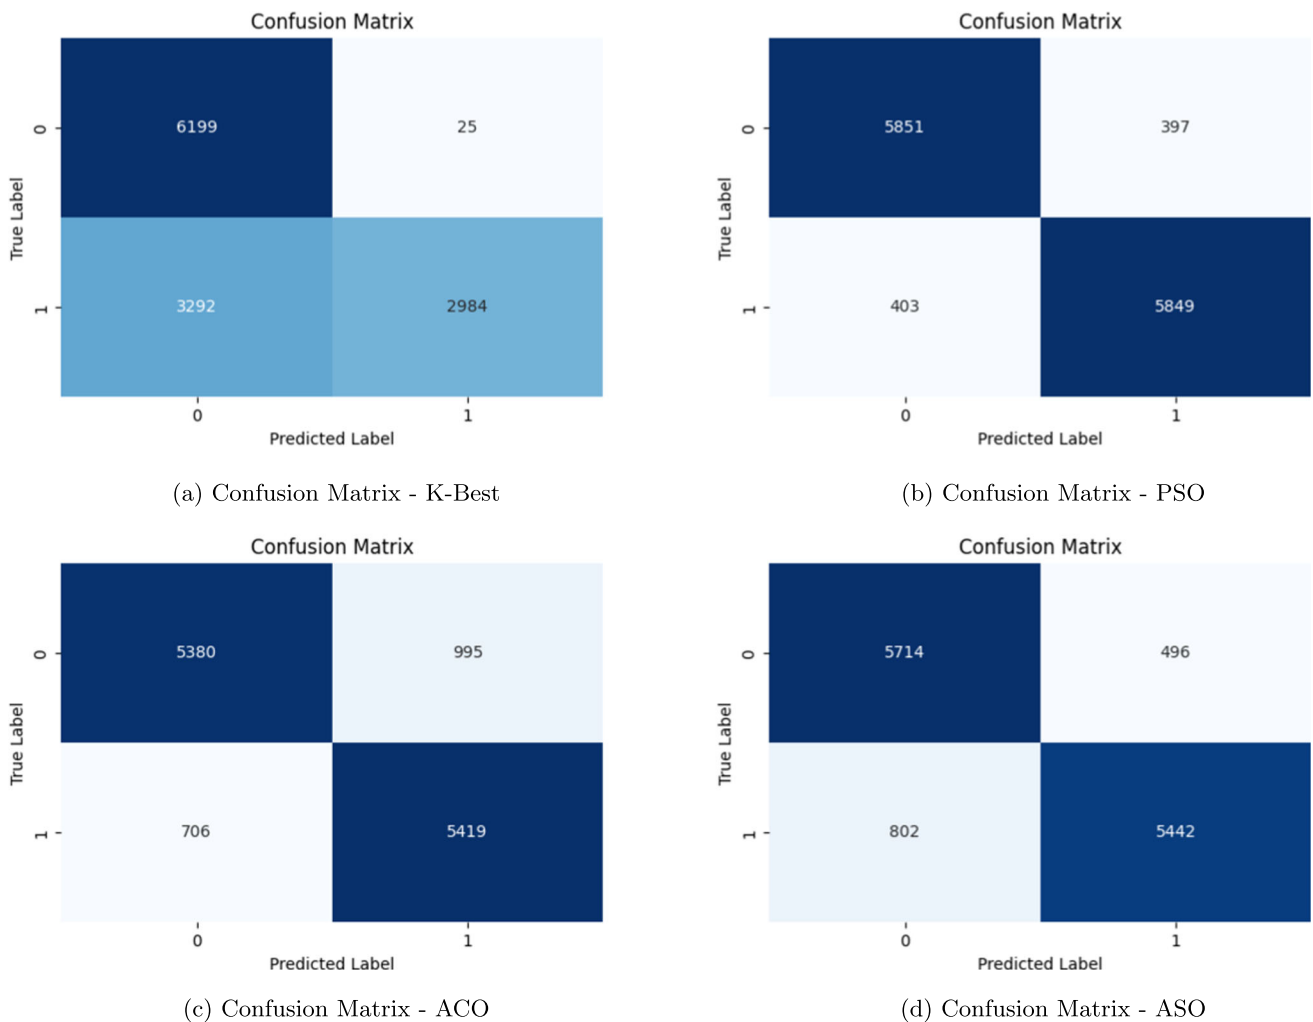 Confusion Matrix
0
6199
25
True Label
1
3292
2984
0
1
Predicted Label
(a) Confusion Matrix - K-Best
Confusion Matrix
0
5851
397
True Label
1
403
5849
0
1
Predicted Label
(b) Confusion Matrix - PSO
Confusion Matrix
0
5380
995
True Label
1
706
5419
0
1
Predicted Label
(c) Confusion Matrix - ACO
Confusion Matrix
0
5714
496
True Label
1
802
5442
0
1
Predicted Label
(d) Confusion Matrix - ASO